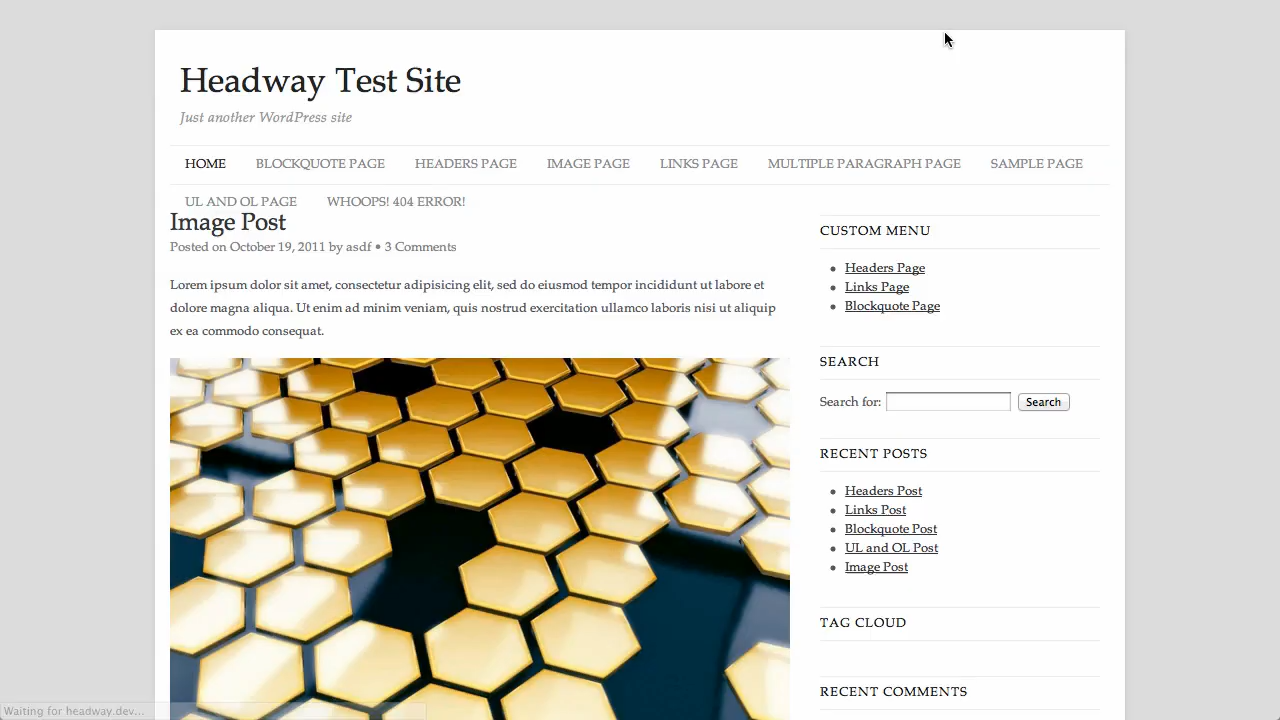 Headway Test Site
Just another WordPress site
HOME BLOCKQUOTE PAGE HEADERS PAGE IMAGE PAGE LINKS PAGE MULTIPLE PARAGRAPH PAGE SAMPLE PAGE
UL AND OL PAGE WHOOPS! 404 ERROR!
Image Post
Posted on October 19, 2011 by asdf • 3 Comments
Lorem ipsum dolor sit amet, consectetur adipisicing elit, sed do eiusmod tempor incididunt ut labore et
dolore magna aliqua. Ut enim ad minim veniam, quis nostrud exercitation ullamco laboris nisi ut aliquip
ex ea commodo consequat.
CUSTOM MENU
Headers Page
Links Page
Blockquote Page
SEARCH
Search for: Search
RECENT POSTS
Headers Post
Links Post
Blockquote Post
UL and OL Post
Image Post
TAG CLOUD
RECENT COMMENTS
Waiting for headway.dev...